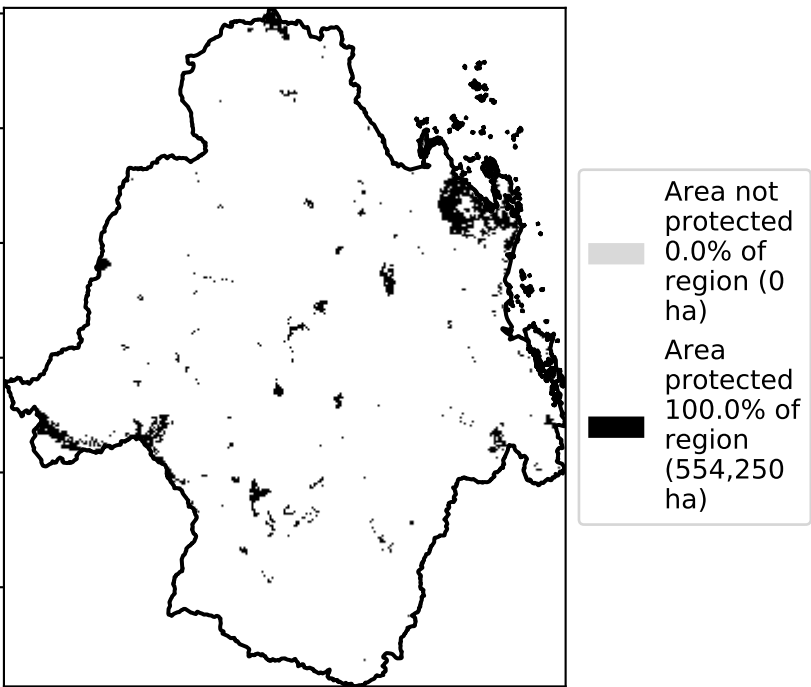 Area not
protected
0.0% of
region (0
ha)
Area
protected
100.0% of
region
(554,250
ha)